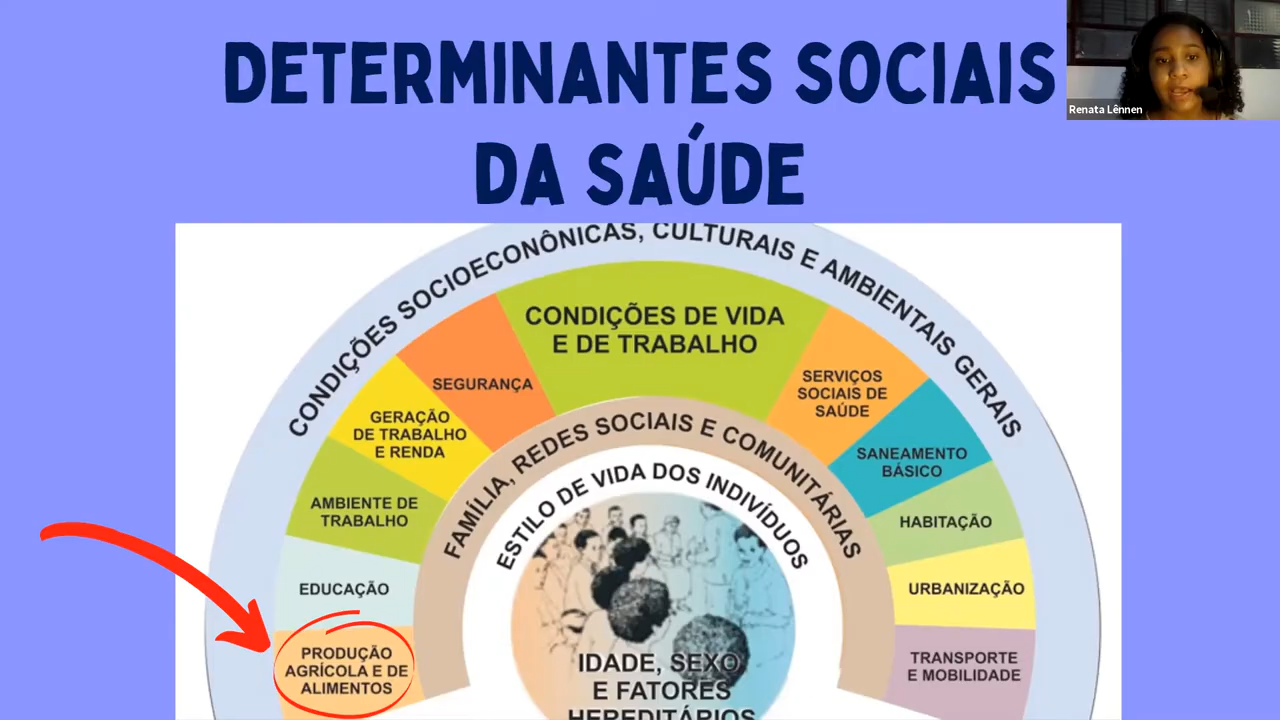 DETERMINANTES SOCIAIS
DA SAÚDE
Renata Lênnen
CONDIÇÕES SOCIOECONÔNICAS, CULTURAIS E AMBIENTAIS GERAIS
CONDIÇÕES DE VIDA
E DE TRABALHO
SEGURANÇA
SERVIÇOS
SOCIAIS DE
SAÚDE
GERAÇÃO
DE TRABALHO
E RENDA
SANEAMENTO
BÁSICO
AMBIENTE DE
TRABALHO
HABITAÇÃO
EDUCAÇÃO
URBANIZAÇÃO
PRODUÇÃO
AGRÍCOLA E DE
ALIMENTOS
TRANSPORTE
E MOBILIDADE
FAMÍLIA, REDES SOCIAIS E COMUNITÁRIAS
ESTILO DE VIDA DOS INDIVÍDUOS
IDADE, SEXO
E FATORES
HEREDITÁRIOS